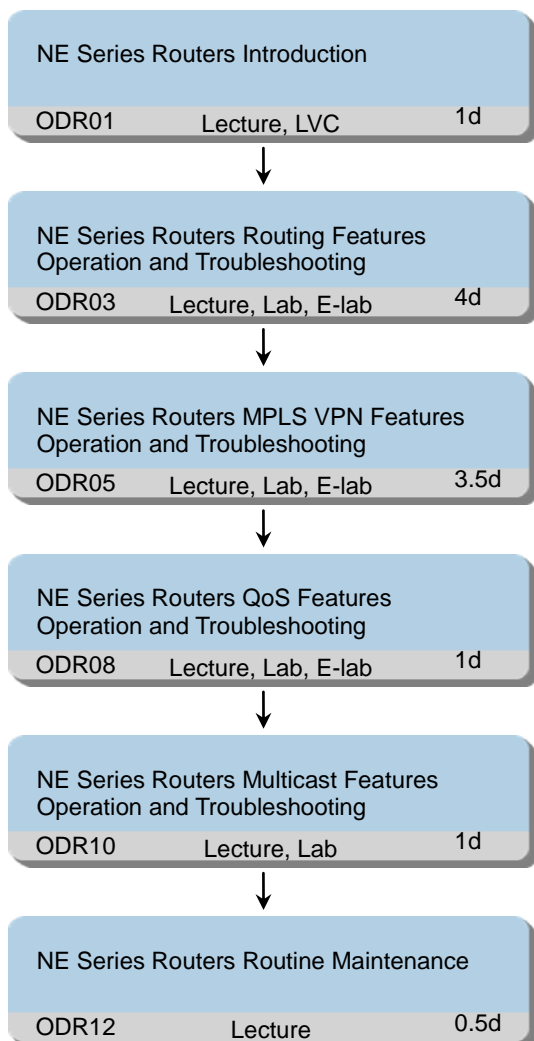 NE Series Routers Introduction
ODR01 Lecture, LVC 1d
NE Series Routers Routing Features
Operation and Troubleshooting
ODR03 Lecture, Lab, E-lab 4d
NE Series Routers MPLS VPN Features
Operation and Troubleshooting
ODR05 Lecture, Lab, E-lab 3.5d
NE Series Routers QoS Features
Operation and Troubleshooting
ODR08 Lecture, Lab, E-lab 1d
NE Series Routers Multicast Features
Operation and Troubleshooting
ODR10 Lecture, Lab 1d
NE Series Routers Routine Maintenance
ODR12 Lecture 0.5d